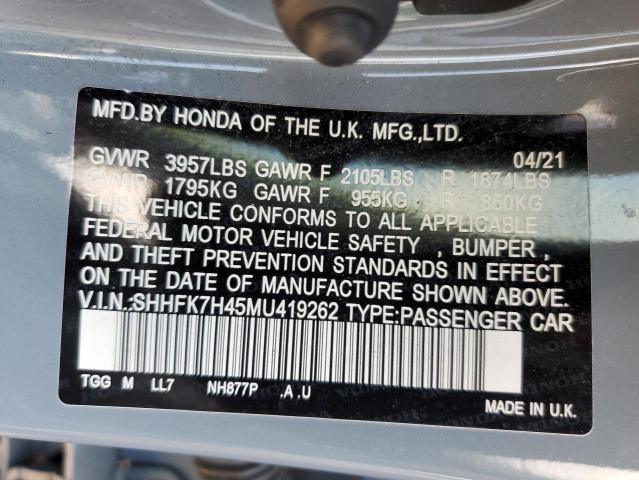 MFD.BY HONDA OF THE U.K. MFG.,LTD.
04/21
GVWR 3957LBS GAWR F 2105LBS R 1874LBS
GVWR 1795KG GAWR F 955KG R 850KG
THIS VEHICLE CONFORMS TO ALL APPLICABLE
FEDERAL MOTOR VEHICLE SAFETY , BUMPER ,
AND THEFT PREVENTION STANDARDS IN EFFECT
ON THE DATE OF MANUFACTURE SHOWN ABOVE.
V.I.N.:SHHFK7H45MU419262 TYPE:PASSENGER CAR
TGG M LL7 NH877P .A .U
MADE IN U.K.